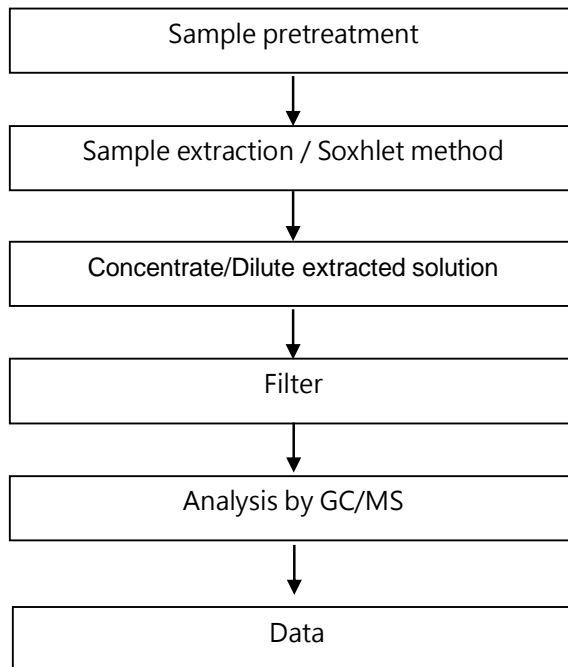 Sample pretreatment
Sample extraction / Soxhlet method
Concentrate/Dilute extracted solution
Filter
Analysis by GC/MS
Data